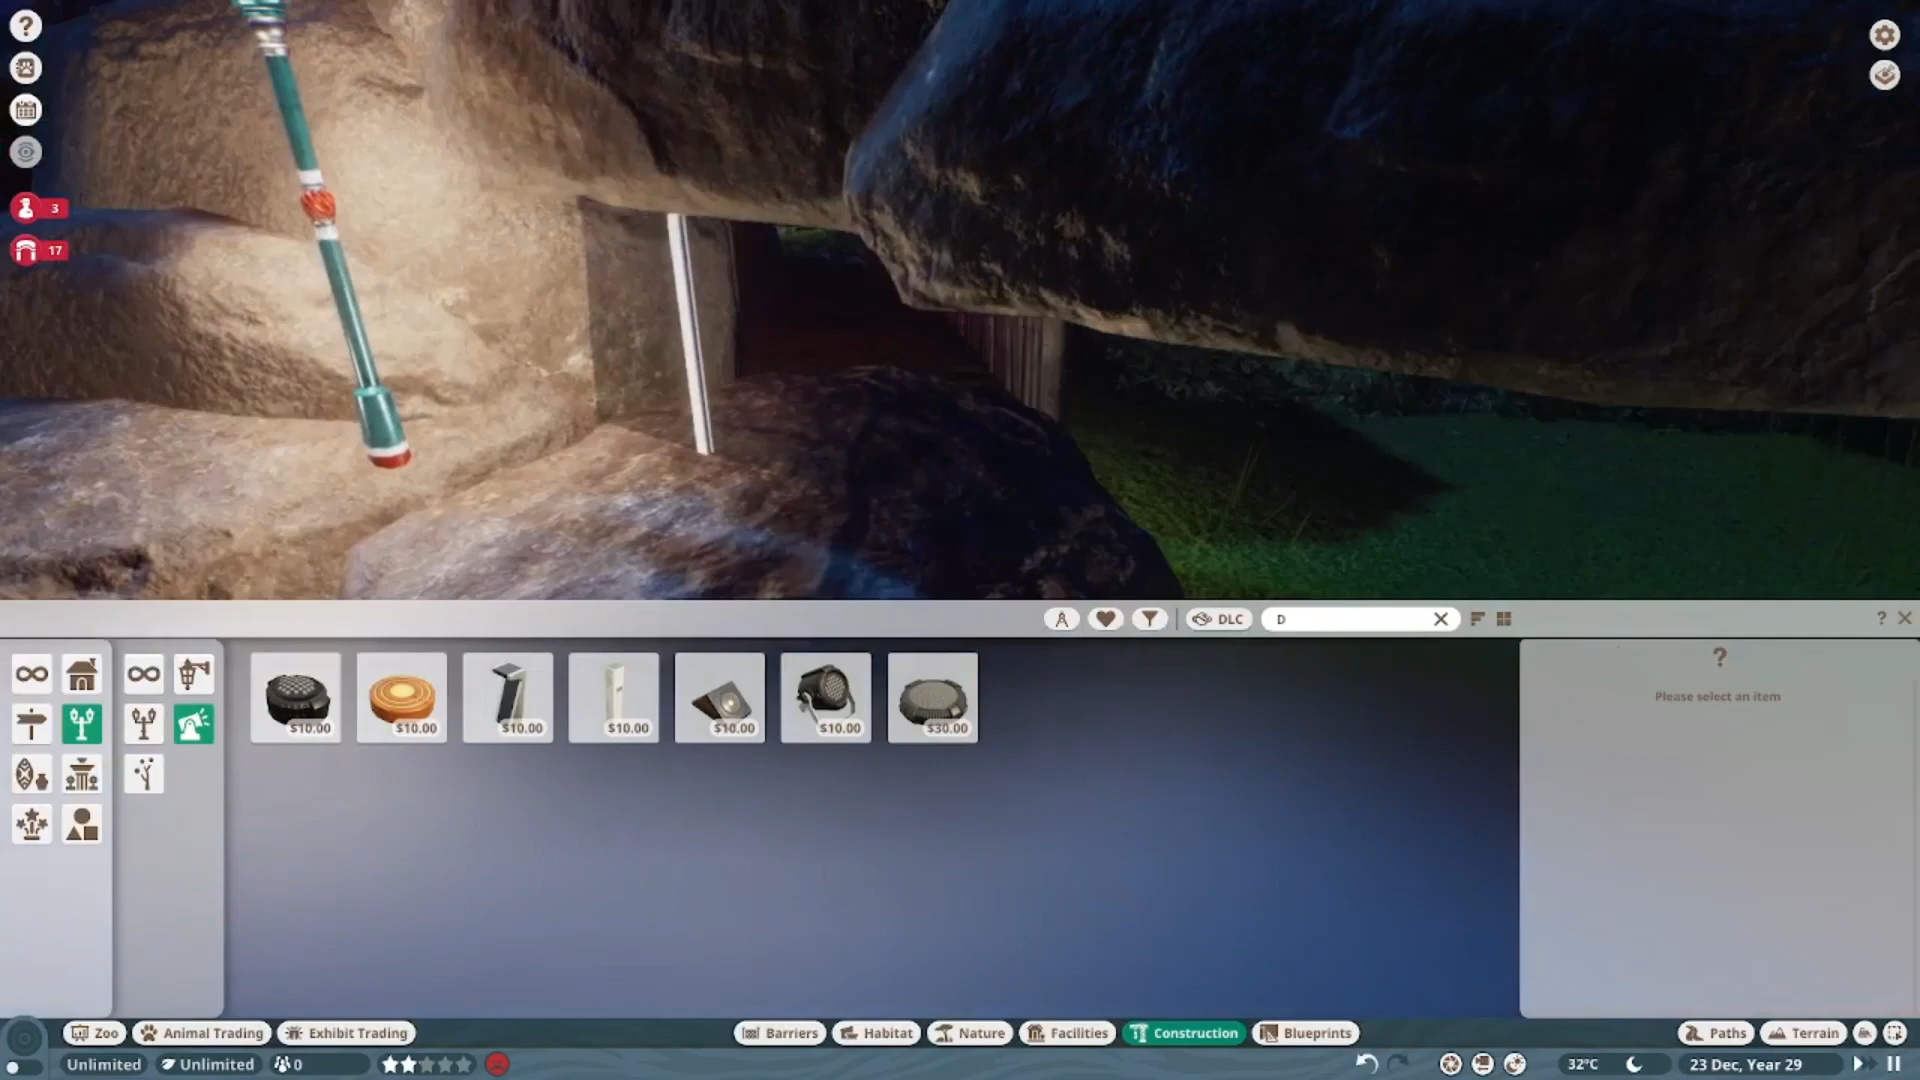 3
17
DLC
D
?
$10.00
$10.00
$10.00
$10.00
$10.00
$10.00
$30.00
?
Please select an item
Zoo
Animal Trading
Exhibit Trading
Barriers
Habitat
Nature
Facilities
Construction
Blueprints
Paths
Terrain
Unlimited
Unlimited
0
32°C
23 Dec, Year 29